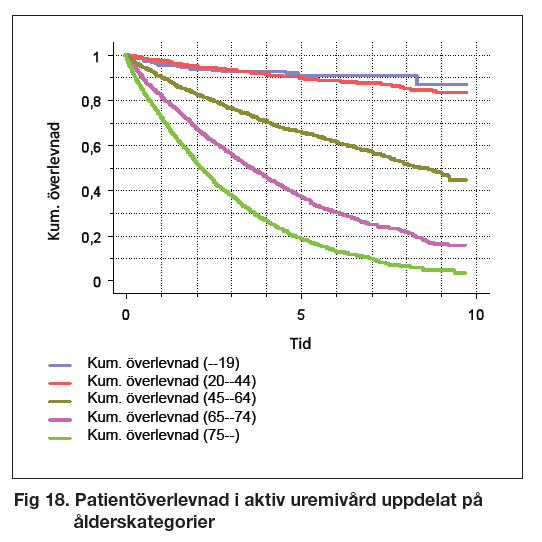 1
0,8
0,6
0,4
0,2
0
Kum. överlevnad
0
5
10
Tid
Kum. överlevnad (--19)
Kum. överlevnad (20--44)
Kum. överlevnad (45--64)
Kum. överlevnad (65--74)
Kum. överlevnad (75--)
Fig 18. Patientöverlevnad i aktiv uremivård uppdelat på
ålderskategorier